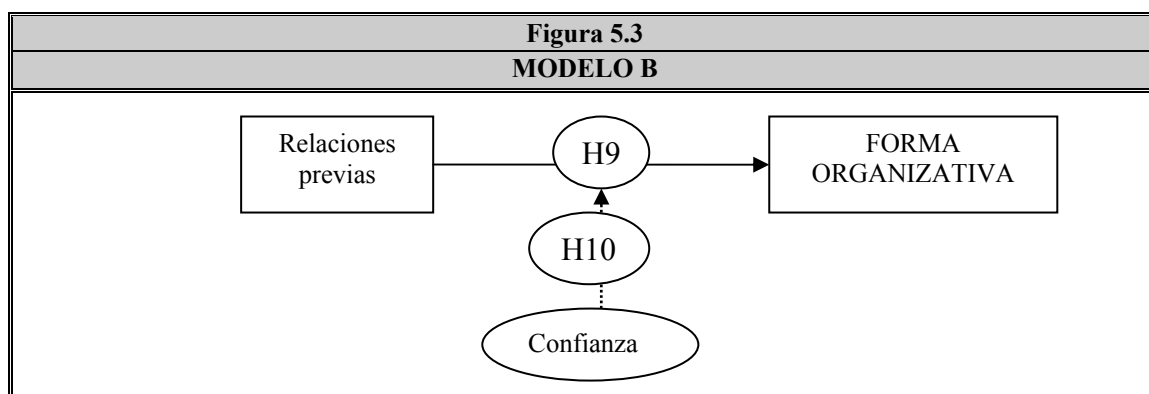 Figura 5.3
MODELO B
Relaciones
previas
H9
FORMA
ORGANIZATIVA
H10
Confianza